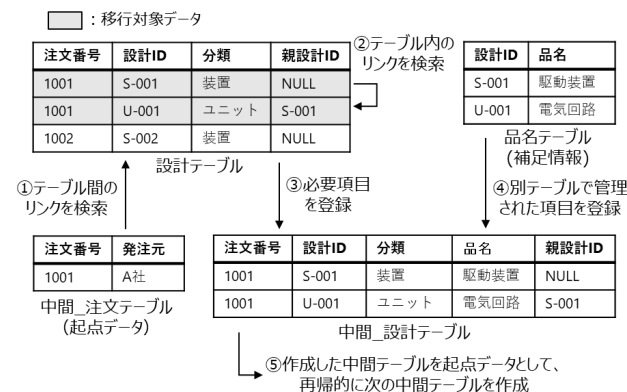 ：移行対象データ
注文番号 設計ID 分類 親設計ID
1001 S-001 装置 NULL
1001 U-001 ユニット S-001
1002 S-002 装置 NULL
設計テーブル
②テーブル内の
リンクを検索
設計ID 品名
S-001 駆動装置
U-001 電気回路
品名テーブル
(補足情報)
①テーブル間の
リンクを検索
③必要項目
を登録
④別テーブルで管理
された項目を登録
注文番号 発注元
1001 A社
中間_注文テーブル
(起点データ)
注文番号 設計ID 分類 品名 親設計ID
1001 S-001 装置 駆動装置 NULL
1001 U-001 ユニット 電気回路 S-001
中間_設計テーブル
⑤作成した中間テーブルを起点データとして、
再帰的に次の中間テーブルを作成